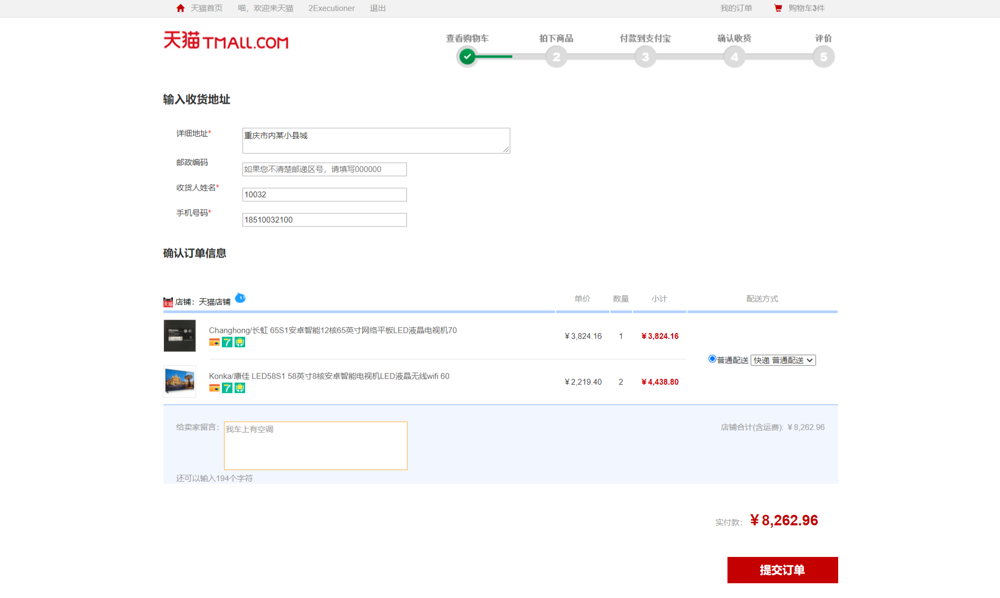 天猫首页 喵，欢迎来天猫 2Executioner 退出 我的订单 购物车3件
天猫 TMALL.COM
查看购物车 拍下商品 付款到支付宝 确认收货 评价
2 3 4 5
输入收货地址
详细地址* 重庆市内某小县城
邮政编码 如果您不清楚邮递区号，请填写000000
收货人姓名* 10032
手机号码* 18510032100
确认订单信息
天猫 店铺：天猫店铺 单价 数量 小计 配送方式
Changhong/长虹 65S1安卓智能12核65英寸网络平板LED液晶电视机70 ￥3,824.16 1 ￥3,824.16
7
普通配送 快递 普通配送
Konka/康佳 LED58S1 58英寸8核安卓智能电视机LED液晶无线wifi 60 ￥2,219.40 2 ￥4,438.80
7
给卖家留言： 我车上有空调 店铺合计(含运费): ￥8,262.96
还可以输入194个字符
实付款： ￥8,262.96
提交订单